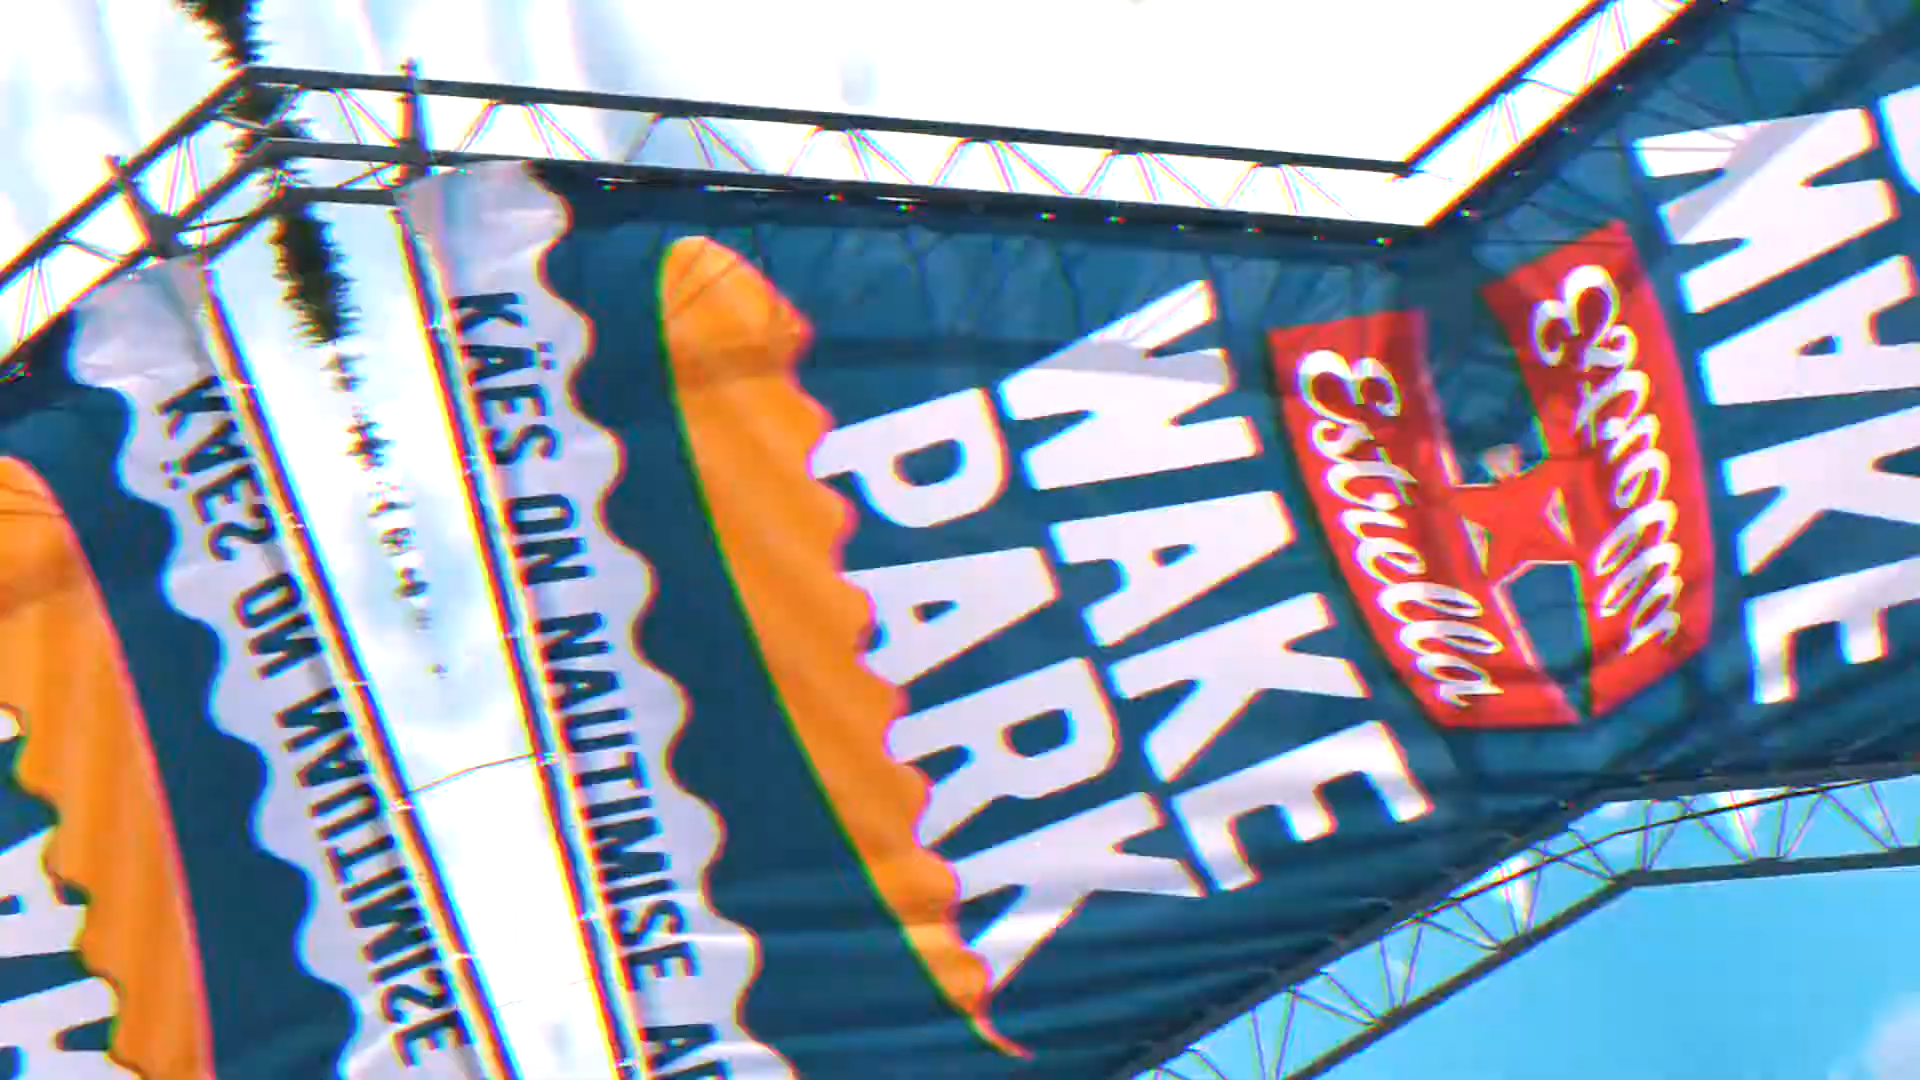 KÄES ON NAUTIMISE
WAKE
PARK
Estrella
Estrella
WAKE
KÄES ON NAUTIMISE